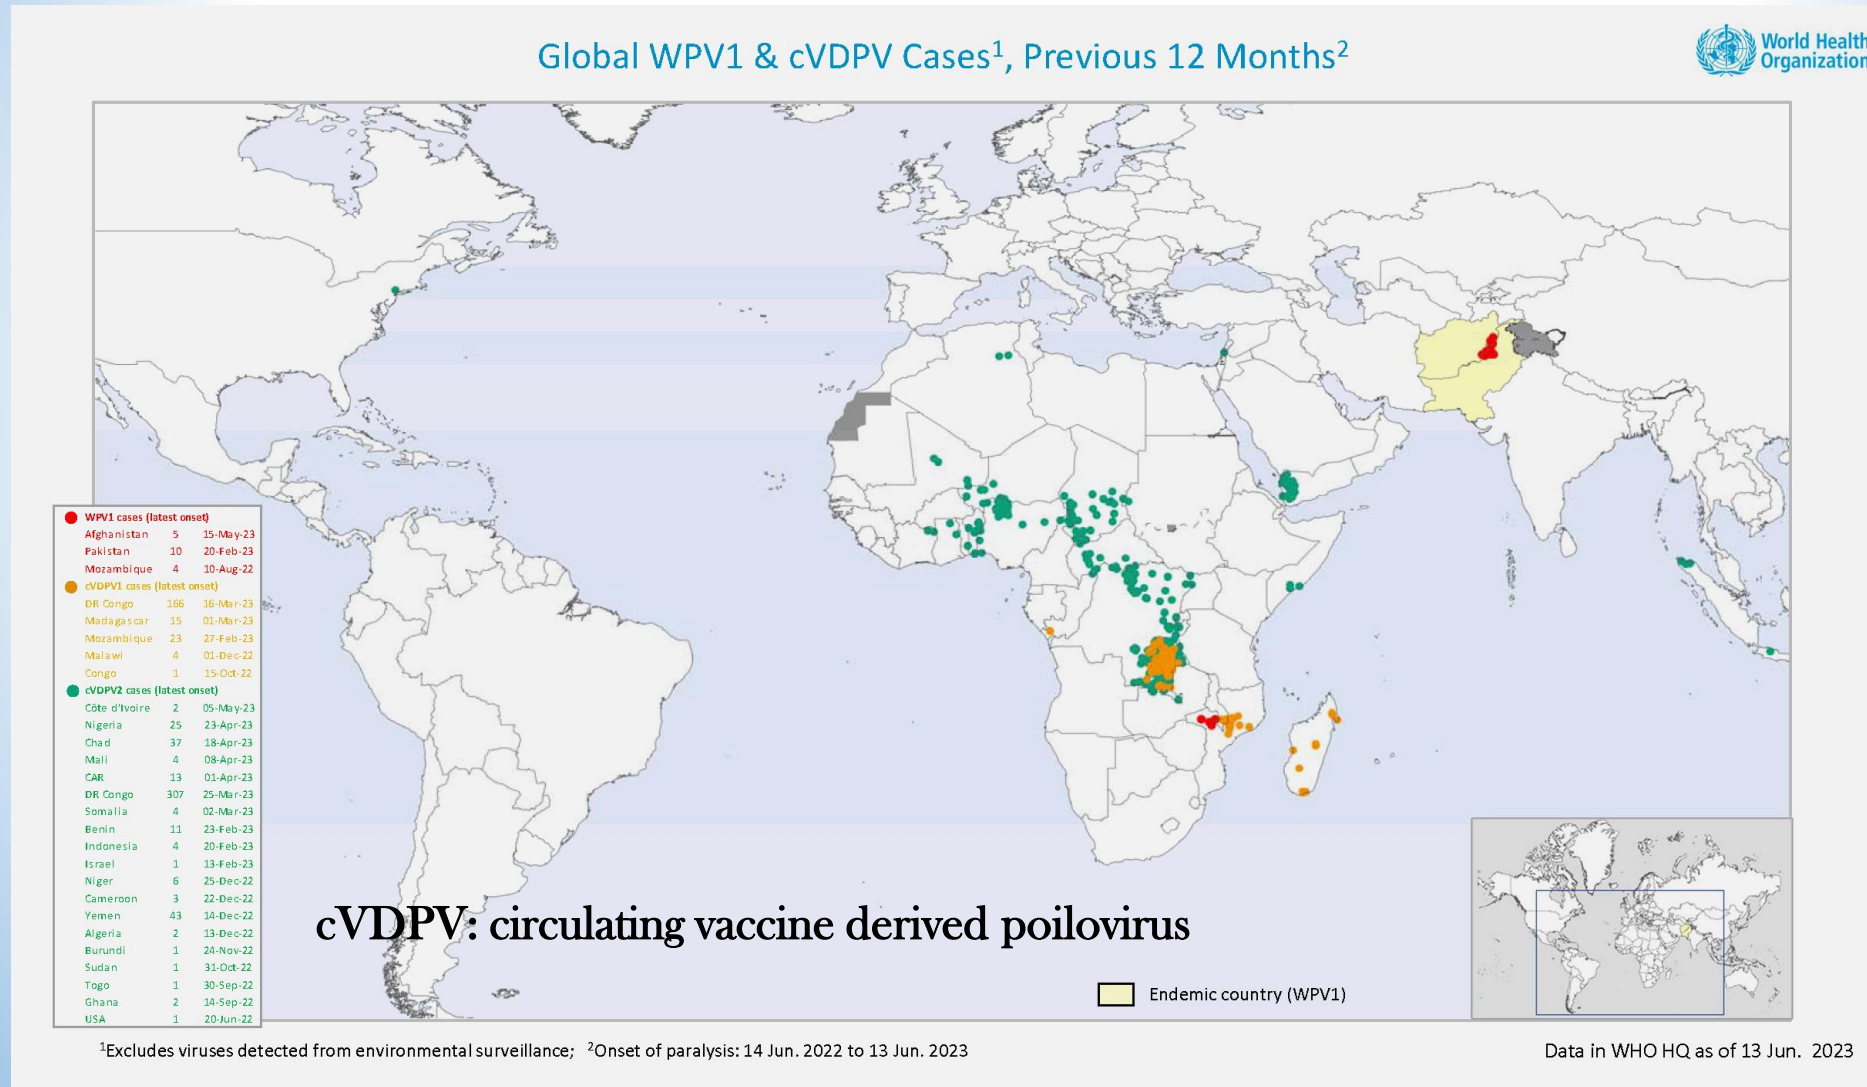 Global WPV1 & cVDPV Cases¹, Previous 12 Months²
World Health
Organization
WPV1 cases (latest onset)
Afghanistan 5 15-May-23
Pakistan 10 20-Feb-23
Mozambique 4 10-Aug-22
cVDPV1 cases (latest onset)
DR Congo 166 16-Mar-23
Madagascar 15 01-Mar-23
Mozambique 23 27-Feb-23
Malawi 4 01-Dec-22
Congo 1 15-Oct-22
cVDPV2 cases (latest onset)
Côte d'Ivoire 2 05-May-23
Nigeria 25 23-Apr-23
Chad 37 18-Apr-23
Mali 4 08-Apr-23
CAR 13 01-Apr-23
DR Congo 307 25-Mar-23
Somalia 4 02-Mar-23
Benin 11 23-Feb-23
Indonesia 4 20-Feb-23
Israel 1 13-Feb-23
Niger 6 25-Dec-22
Cameroon 3 22-Dec-22
Yemen 43 14-Dec-22
Algeria 2 13-Dec-22
Burundi 1 24-Nov-22
Sudan 1 31-Oct-22
Togo 1 30-Sep-22
Ghana 2 14-Sep-22
USA 1 20-Jun-22
cVDPV: circulating vaccine derived poilovirus
Endemic country (WPV1)
¹Excludes viruses detected from environmental surveillance; ²Onset of paralysis: 14 Jun. 2022 to 13 Jun. 2023
Data in WHO HQ as of 13 Jun. 2023